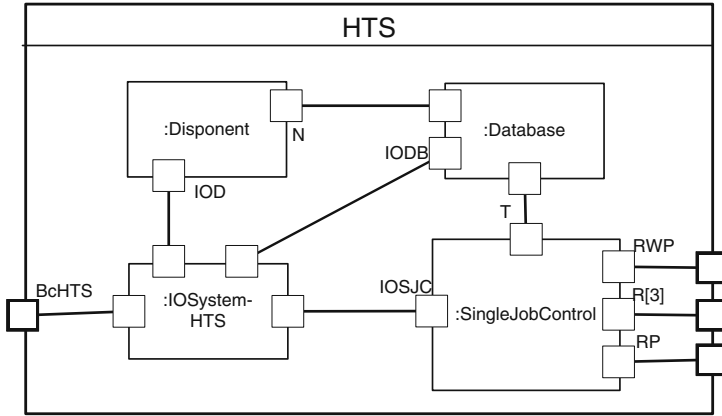 HTS
:Disponent
N
:Database
IODB
IOD
T
RWP
BcHTS
IOSJC
R[3]
:IOSystem-
HTS
:SingleJobControl
RP